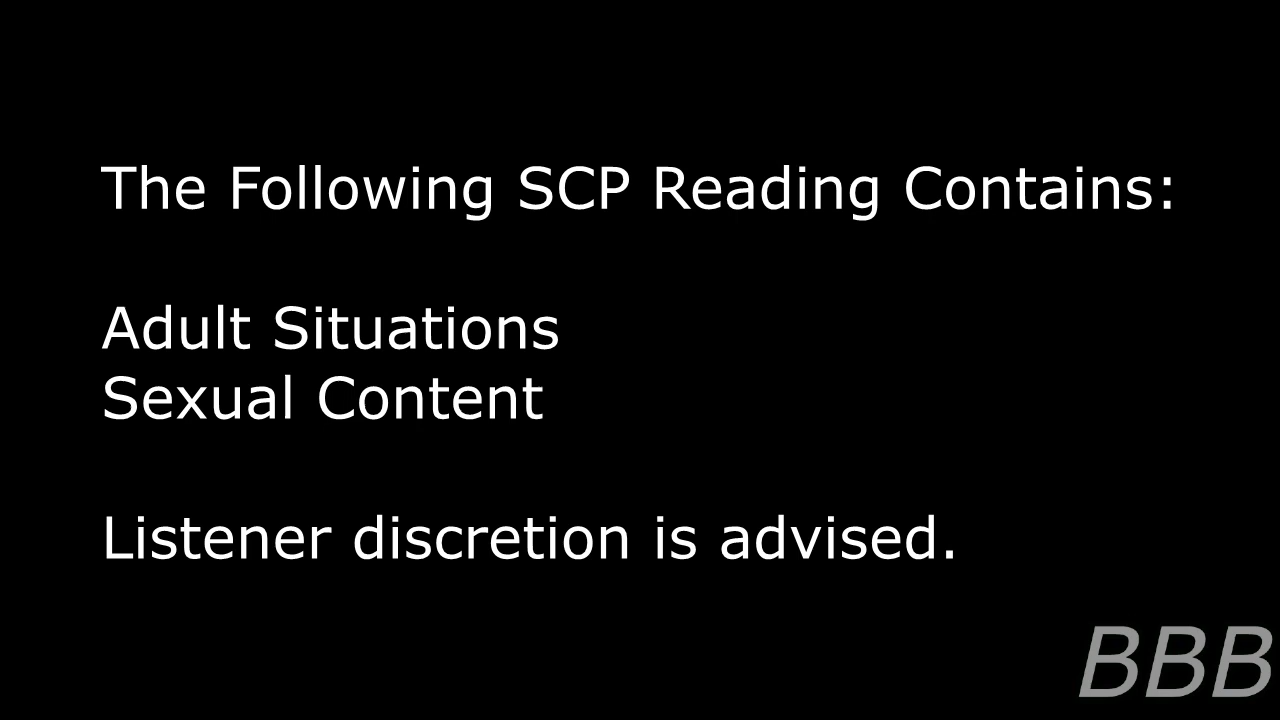 The Following SCP Reading Contains:
Adult Situations
Sexual Content
Listener discretion is advised.
BBB